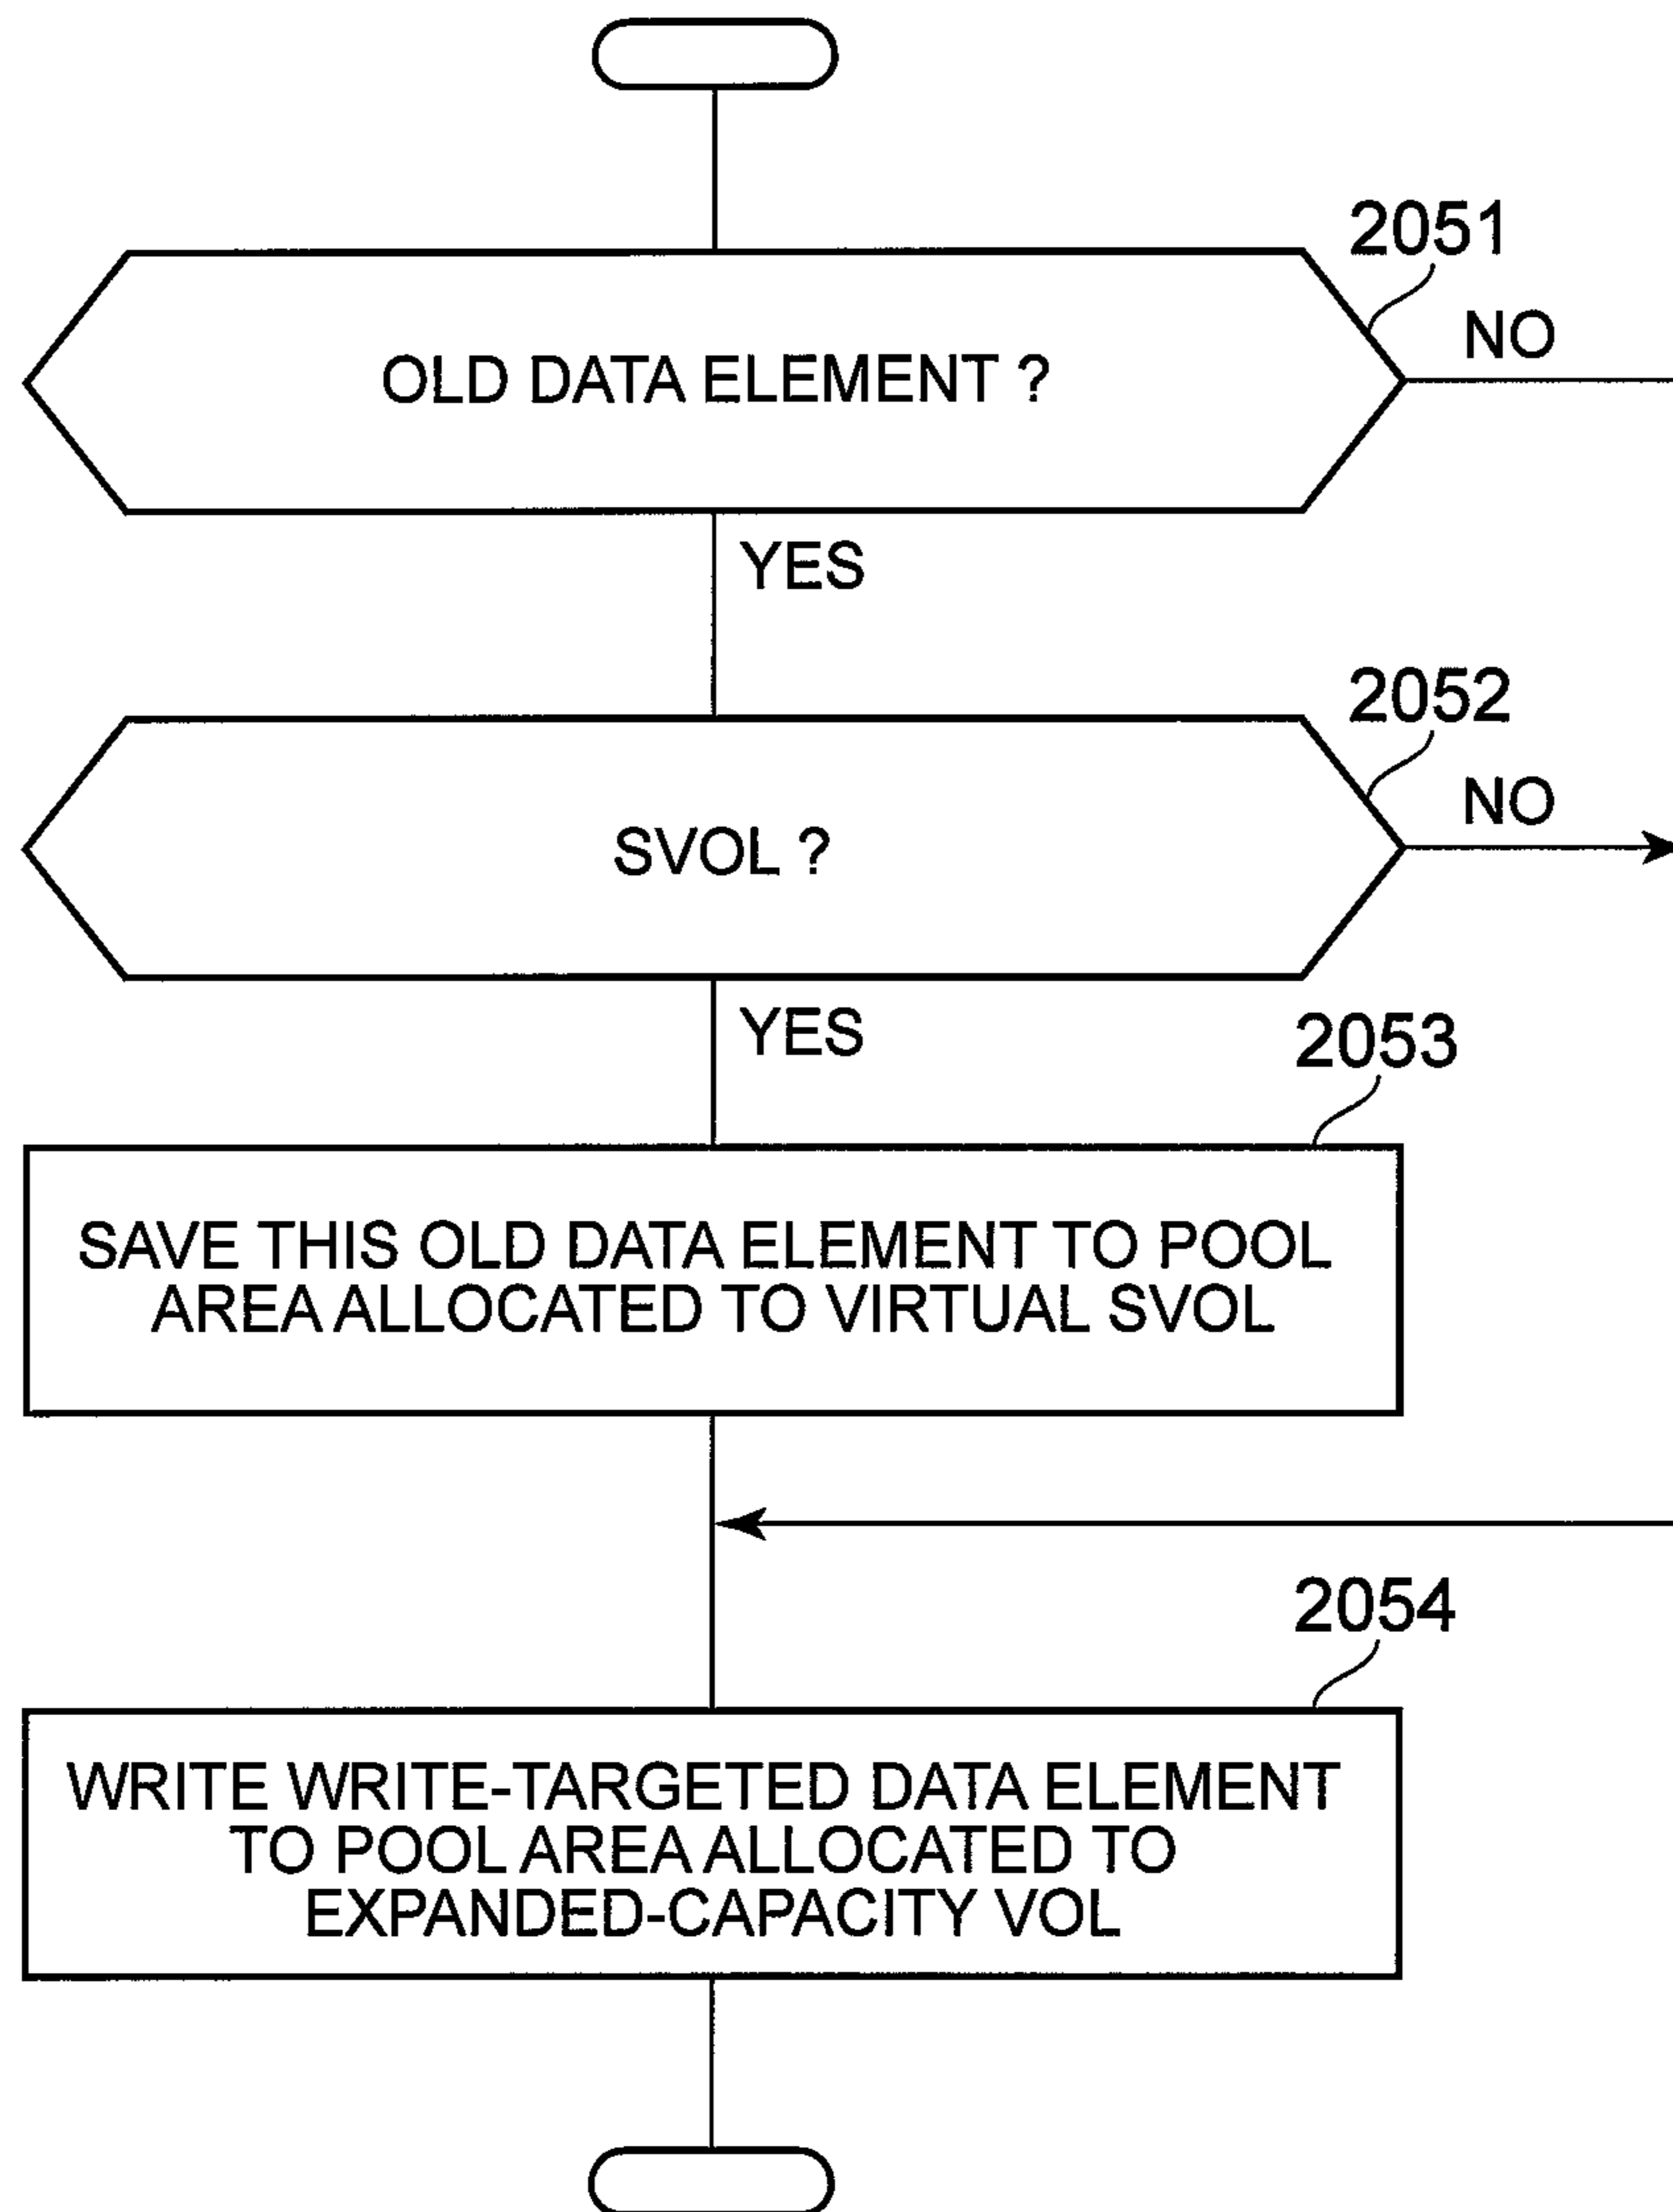 2051
NO
OLD DATA ELEMENT ?
YES
2052
NO
SVOL ?
YES
2053
SAVE THIS OLD DATA ELEMENT TO POOL
AREA ALLOCATED TO VIRTUAL SVOL
2054
WRITE WRITE-TARGETED DATA ELEMENT
TO POOL AREA ALLOCATED TO
EXPANDED-CAPACITY VOL